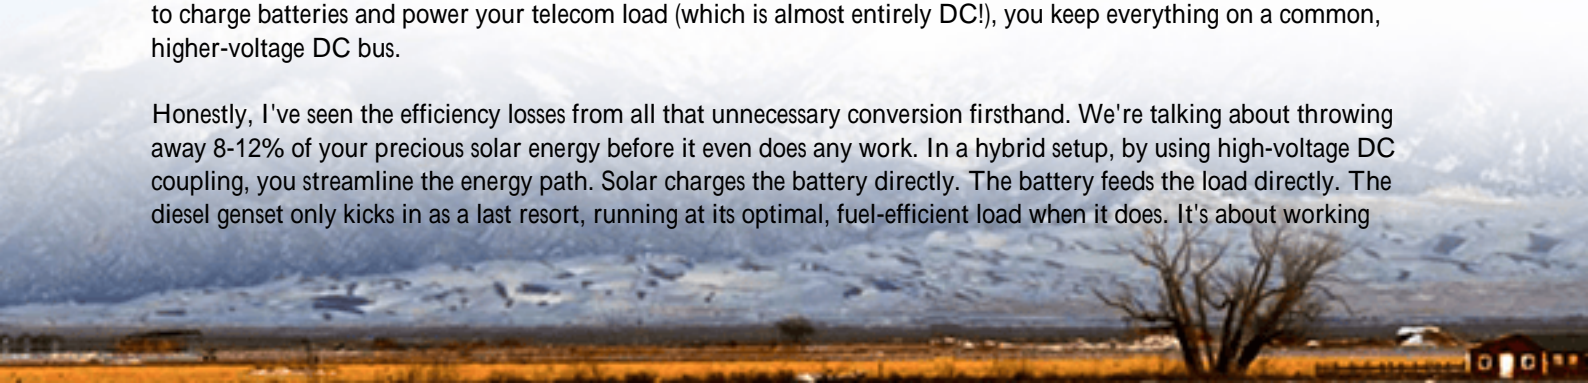 to charge batteries and power your telecom load (which is almost entirely DC!), you keep everything on a common,
higher-voltage DC bus.
Honestly, I've seen the efficiency losses from all that unnecessary conversion firsthand. We're talking about throwing
away 8-12% of your precious solar energy before it even does any work. In a hybrid setup, by using high-voltage DC
coupling, you streamline the energy path. Solar charges the battery directly. The battery feeds the load directly. The
diesel genset only kicks in as a last resort, running at its optimal, fuel-efficient load when it does. It's about working